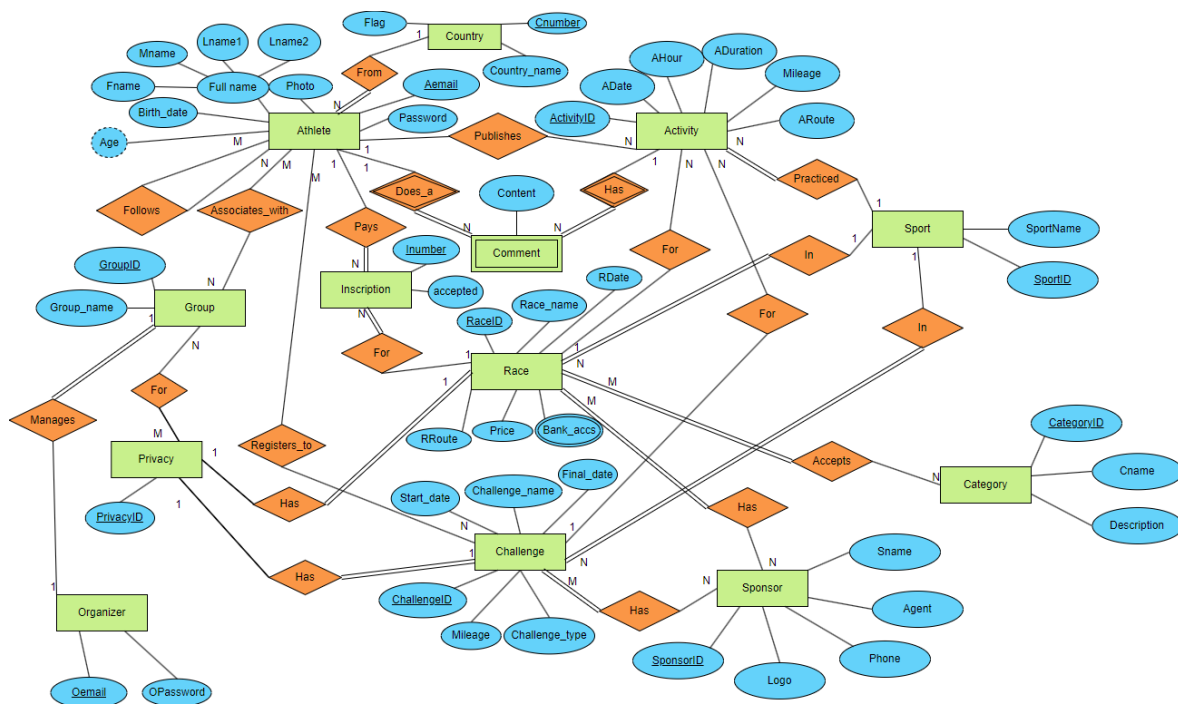 Flag
Cnumber
1
Country
Country_name
From
N
Lname1
Lname2
Mname
Fname
Full name
Photo
Birth_date
Age
Aemail
Password
Athlete
M
N
M
M
1
1
1
Publishes
N
AHour
ADuration
ADate
Mileage
ActivityID
ARoute
Activity
1
N
N
N
Practiced
1
Follows
Associates_with
Does_a
Content
Has
N
N
Comment
Pays
N
Inumber
accepted
Inscription
N
For
1
For
In
1
Sport
SportName
SportID
1
In
For
GroupID
Group_name
N
Group
1
N
For
M
Manages
Privacy
1
1
PrivacyID
Registers_to
N
RDate
Race_name
RaceID
Race
1
N
1
M
M
RRoute
Price
Bank_accs
Has
Accepts
N
CategoryID
Cname
Description
Category
Has
N
Start_date
Challenge_name
Final_date
1
Challenge
1
N
M
Has
ChallengeID
Mileage
Challenge_type
Has
N
Sponsor
Sname
Agent
Phone
Logo
SponsorID
1
Organizer
Oemail
OPassword